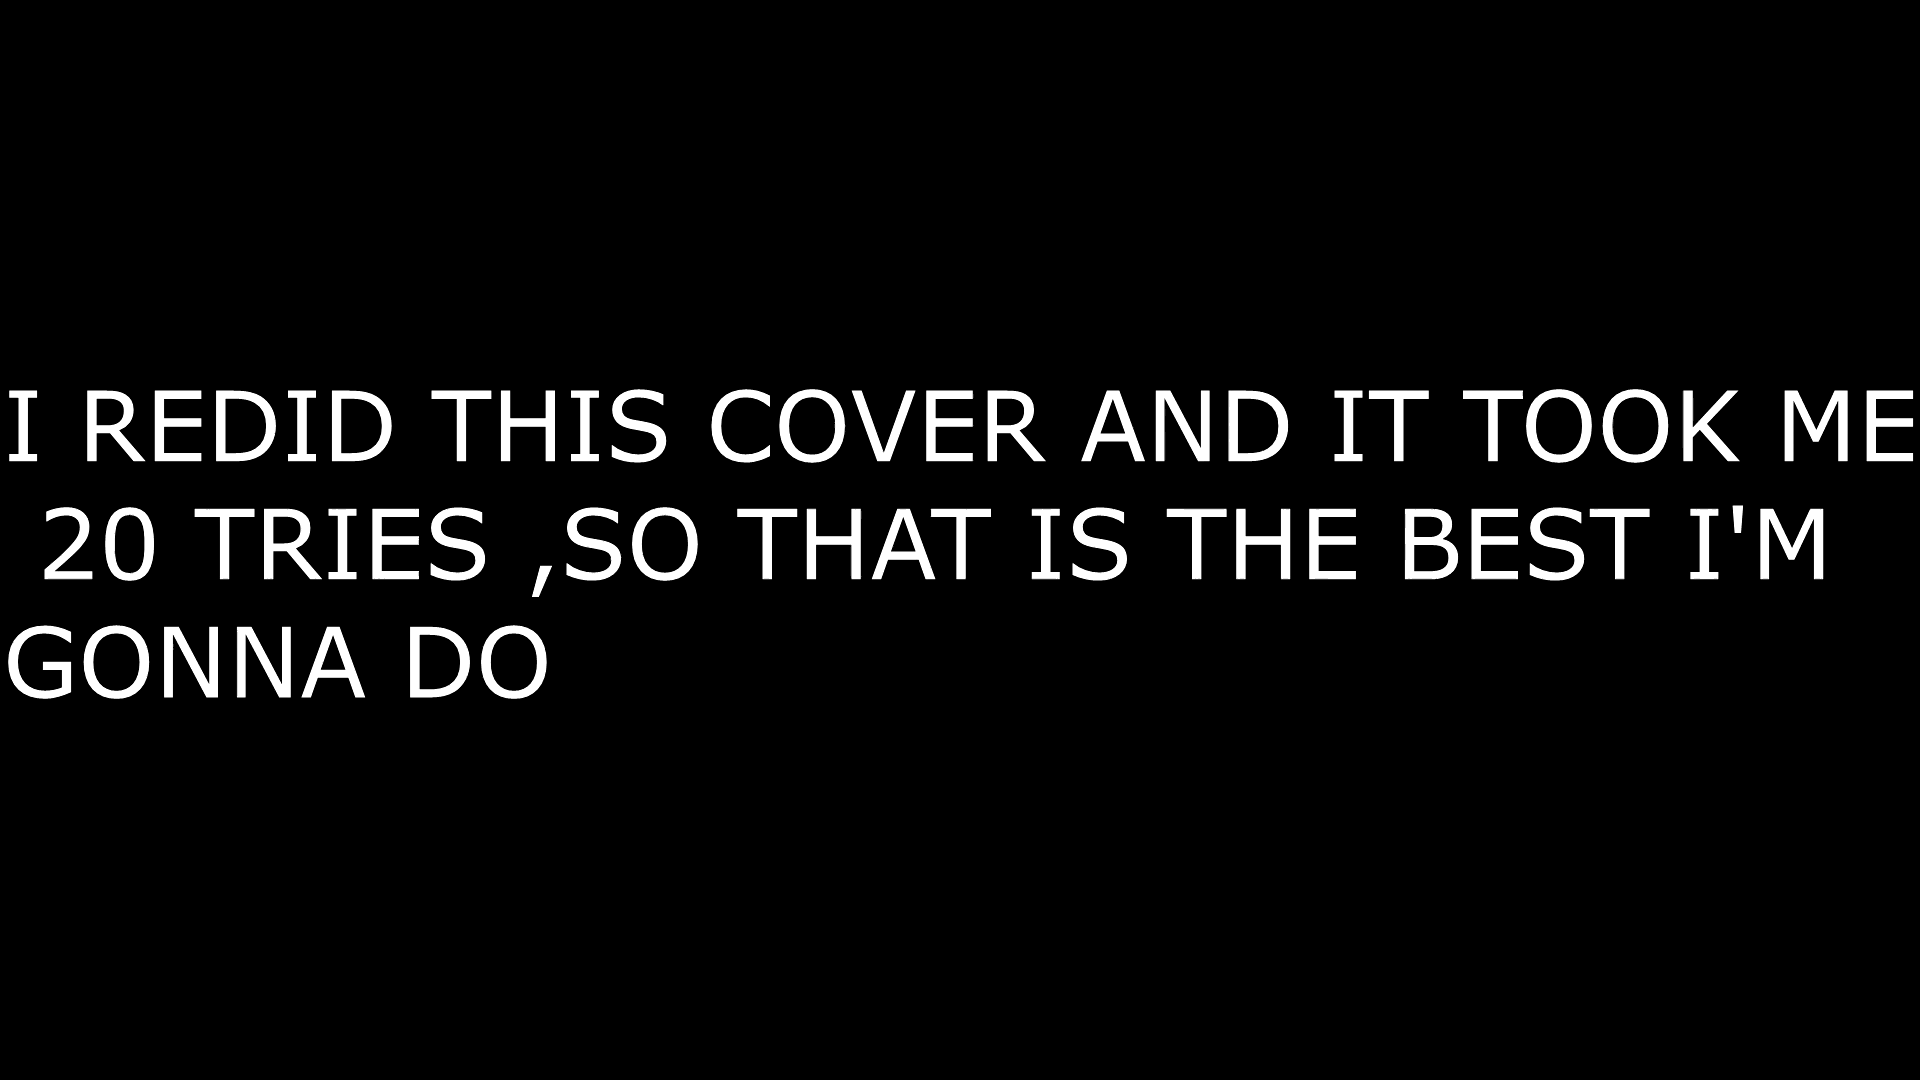 I REDID THIS COVER AND IT TOOK ME
20 TRIES ,SO THAT IS THE BEST I'M
GONNA DO